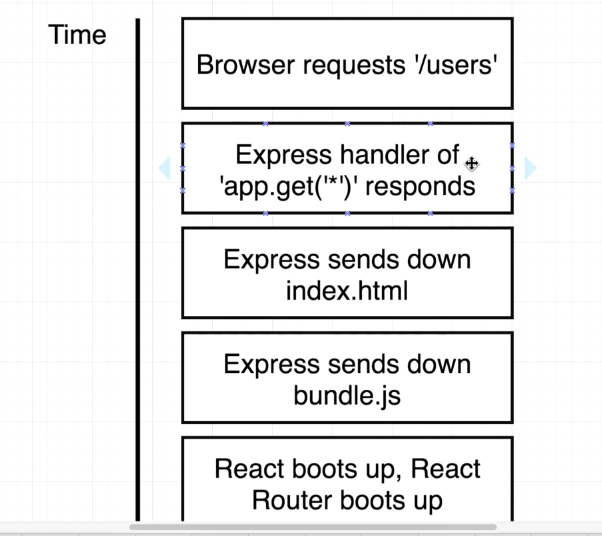 Time
Browser requests '/users'
Express handler of
'app.get('*')' responds
Express sends down
index.html
Express sends down
bundle.js
React boots up, React
Router boots up